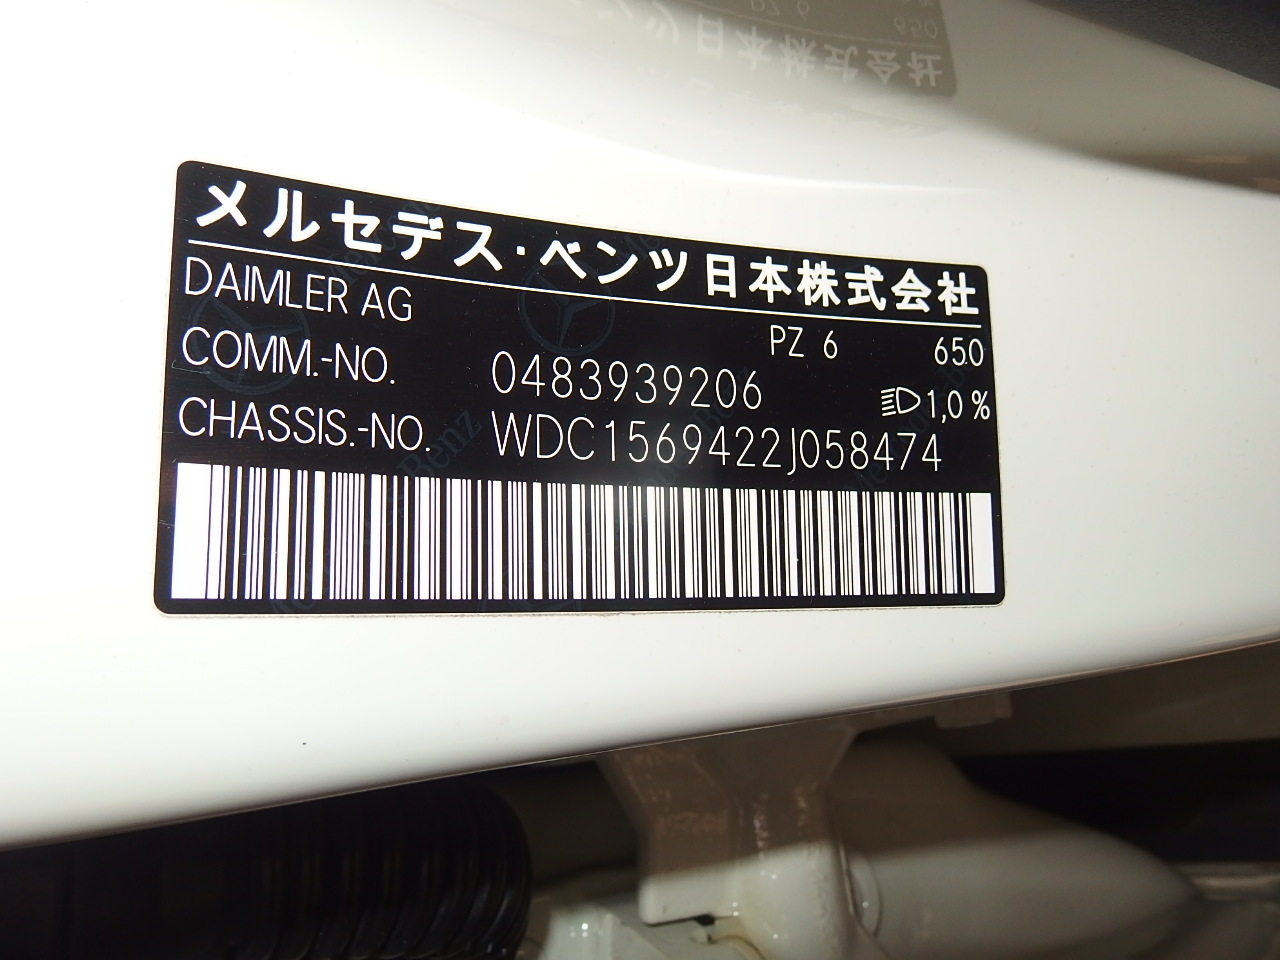 メルセデス・ベンツ日本株式会社
DAIMLER AG
PZ 6 650
COMM.-NO. 0483939206
1,0 %
CHASSIS.-NO. WDC1569422J058474